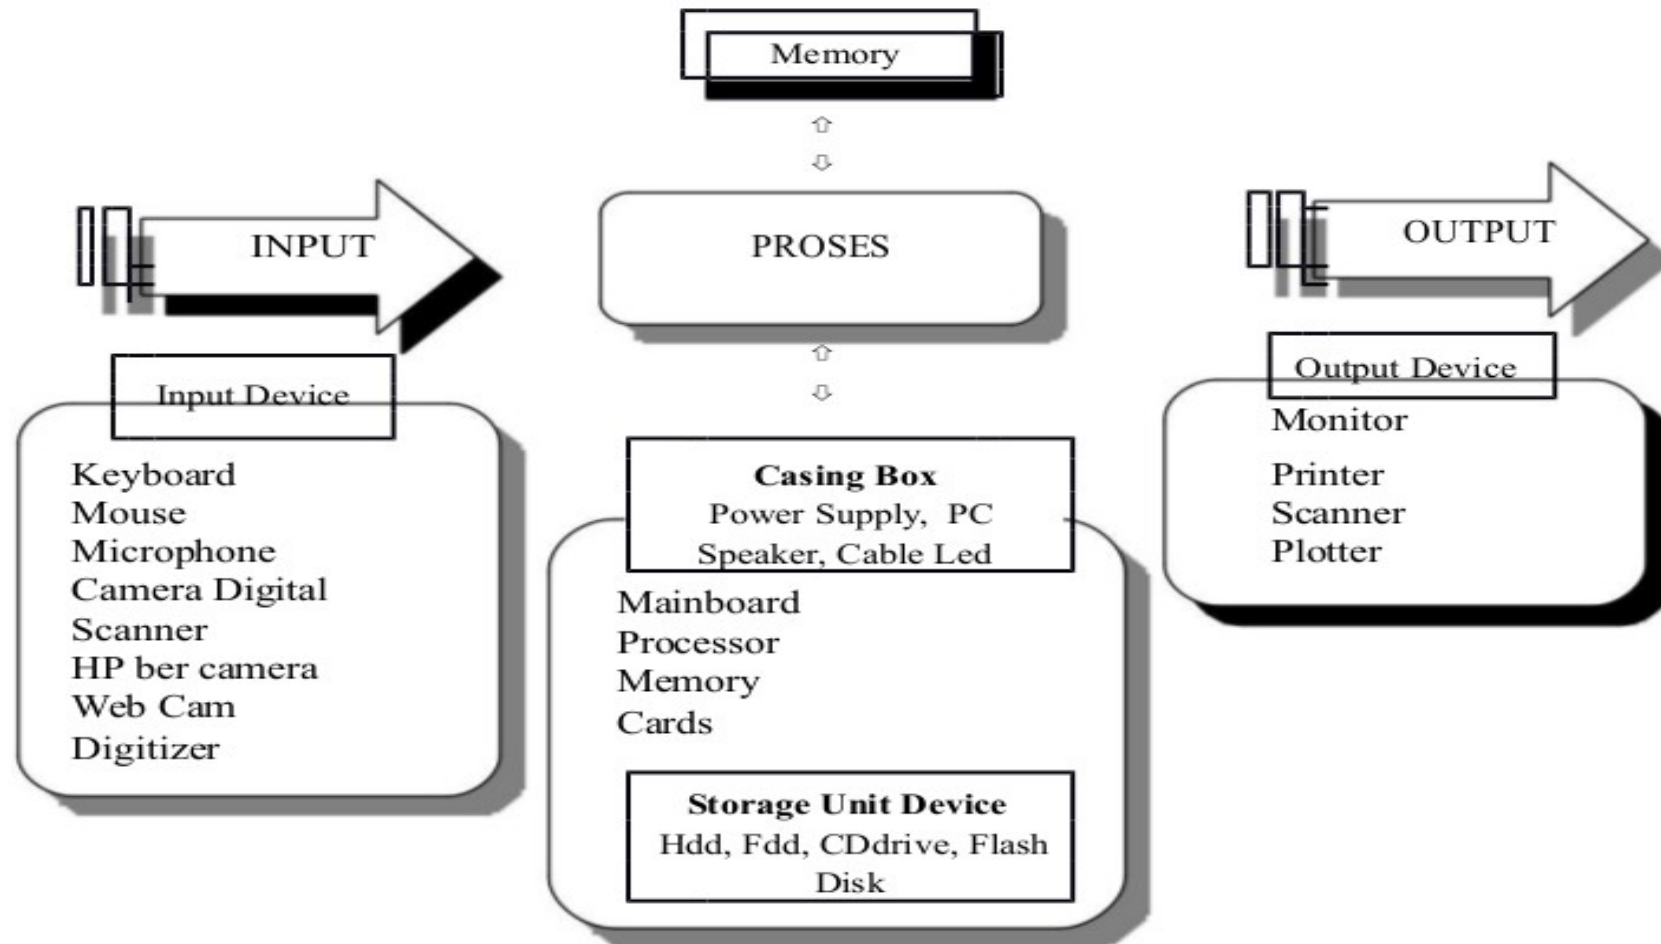 Memory
INPUT
PROSES
OUTPUT
Input Device
Keyboard
Mouse
Microphone
Camera Digital
Scanner
HP ber camera
Web Cam
Digitizer
Casing Box
Power Supply, PC
Speaker, Cable Led
Mainboard
Processor
Memory
Cards
Storage Unit Device
Hdd, Fdd, CDdrive, Flash
Disk
Output Device
Monitor
Printer
Scanner
Plotter